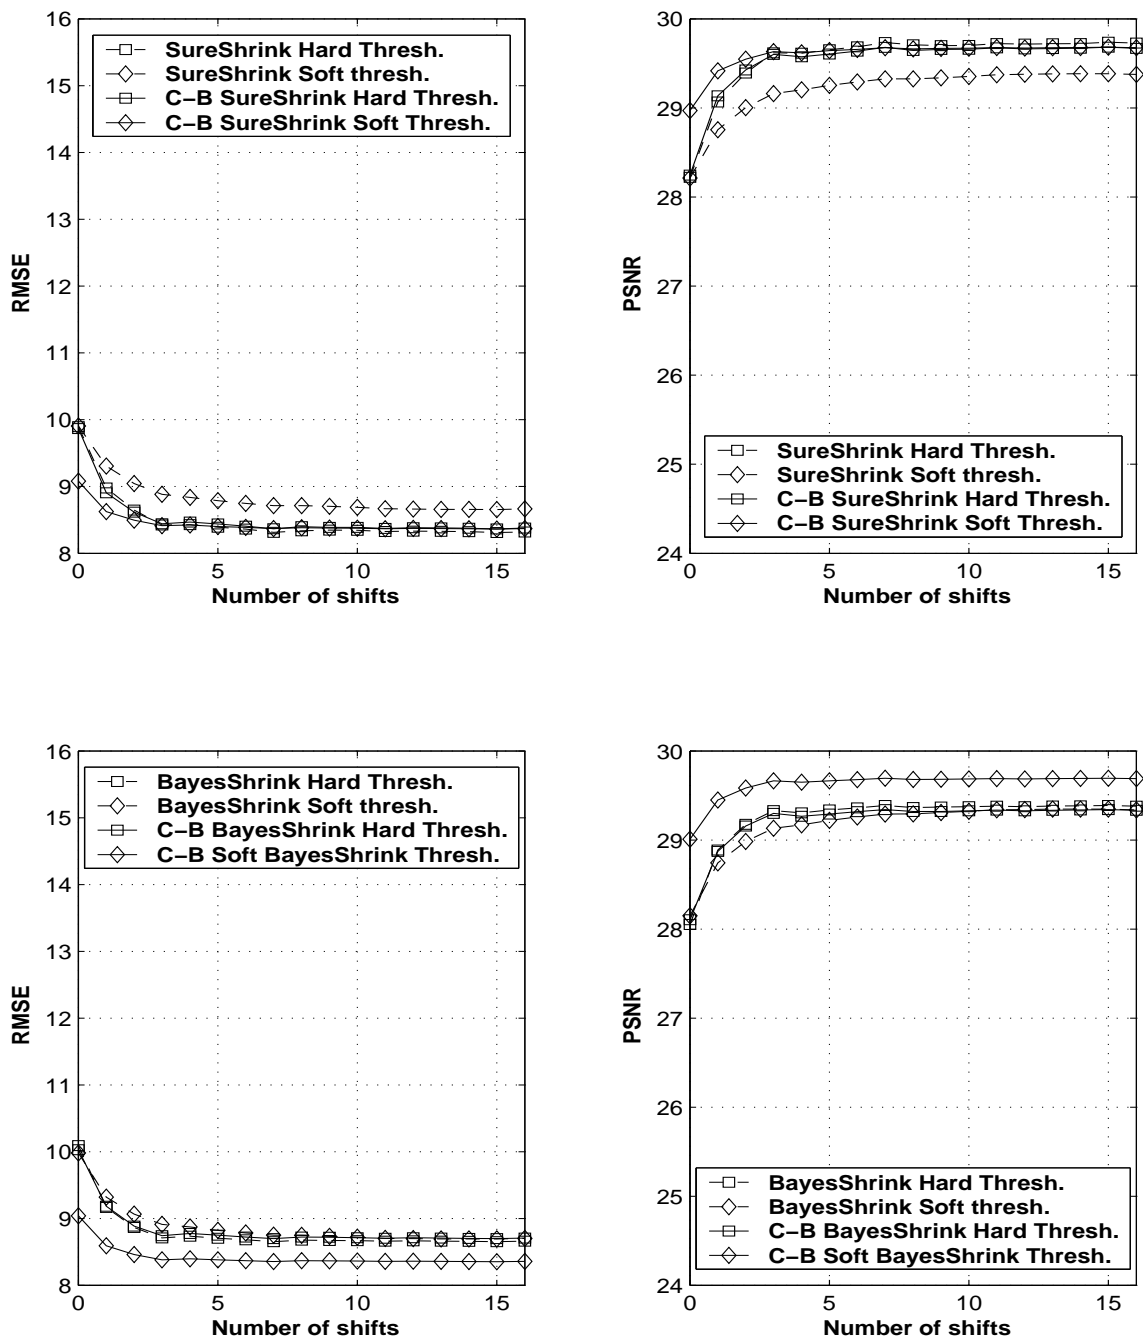 16
15
14
13
12
11
10
9
8
0
5
10
15
RMSE
Number of shifts
SureShrink Hard Thresh.
SureShrink Soft thresh.
C−B SureShrink Hard Thresh.
C−B SureShrink Soft Thresh.
30
29
28
27
26
25
24
0
5
10
15
PSNR
Number of shifts
SureShrink Hard Thresh.
SureShrink Soft thresh.
C−B SureShrink Hard Thresh.
C−B SureShrink Soft Thresh.
16
15
14
13
12
11
10
9
8
0
5
10
15
RMSE
Number of shifts
BayesShrink Hard Thresh.
BayesShrink Soft thresh.
C−B BayesShrink Hard Thresh.
C−B Soft BayesShrink Thresh.
30
29
28
27
26
25
24
0
5
10
15
PSNR
Number of shifts
BayesShrink Hard Thresh.
BayesShrink Soft thresh.
C−B BayesShrink Hard Thresh.
C−B Soft BayesShrink Thresh.